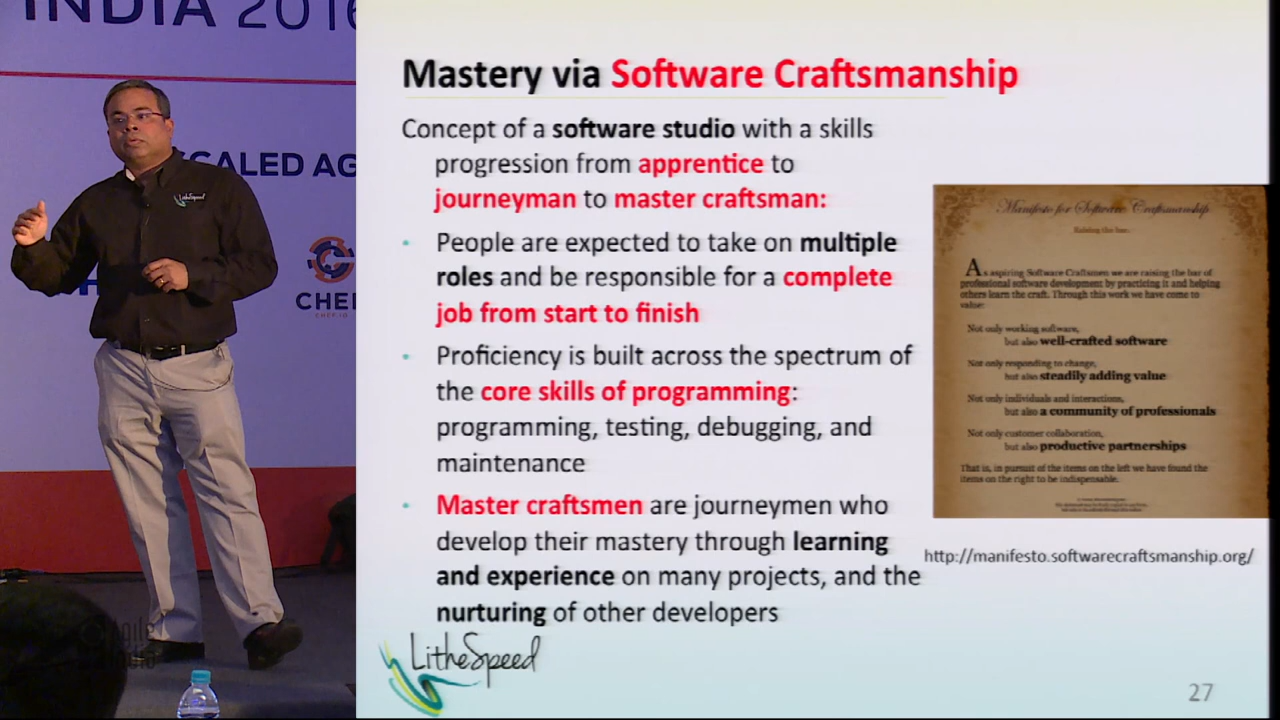 INDIA 2016
SCALED AG
CHEF
CHEF.IO
LitheSpeed
Mastery via Software Craftsmanship
Concept of a software studio with a skills
progression from apprentice to
journeyman to master craftsman:
• People are expected to take on multiple
roles and be responsible for a complete
job from start to finish
• Proficiency is built across the spectrum of
the core skills of programming:
programming, testing, debugging, and
maintenance
• Master craftsmen are journeymen who
develop their mastery through learning
and experience on many projects, and the
nurturing of other developers
Manifesto for Software Craftsmanship
Raising the bar.
As aspiring Software Craftsmen we are raising the bar of
professional software development by practicing it and helping
others learn the craft. Through this work we have come to
value:
Not only working software,
but also well-crafted software
Not only responding to change,
but also steadily adding value
Not only individuals and interactions,
but also a community of professionals
Not only customer collaboration,
but also productive partnerships
That is, in pursuit of the items on the left we have found the
items on the right to be indispensable.
http://manifesto.softwarecraftsmanship.org/
LitheSpeed
27